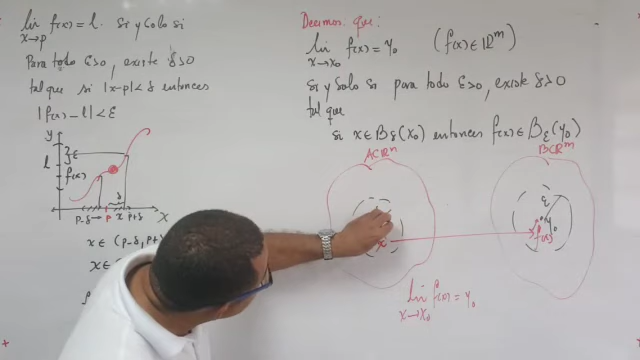 lim f(x) = l. Si y Solo si
x→p
Para todo ε>0, existe δ>0
tal que si |x-p|<δ entonces
|f(x) - l| < ε
y
ε
l
f(x)
δ
p-δ p x p+δ X
x ∈ (p-δ, p+
Decimos que:
lim f(x) = y₀ (f(x) ∈ ℝᵐ)
x→x₀
Si y Solo si para todo ε>0, existe δ>0
tal que
si x ∈ B_δ(x₀) entonces f(x) ∈ B_ε(y₀)
A⊂ℝⁿ
B⊂ℝᵐ
ε
y₀
f(x)
x
lim f(x) = y₀
x→x₀